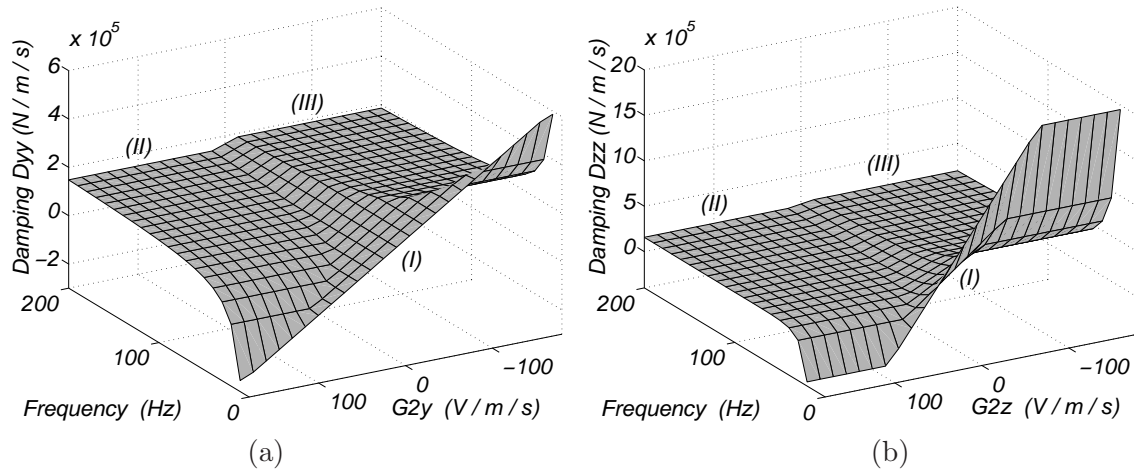 x 10^5
6
4
2
0
−2
200
100
0
Damping Dyy (N / m / s)
Frequency (Hz)
100
0
−100
G2y (V / m / s)
(I)
(II)
(III)
(a)
x 10^5
20
15
10
5
0
200
100
0
Damping Dzz (N / m / s)
Frequency (Hz)
100
0
−100
G2z (V / m / s)
(I)
(II)
(III)
(b)